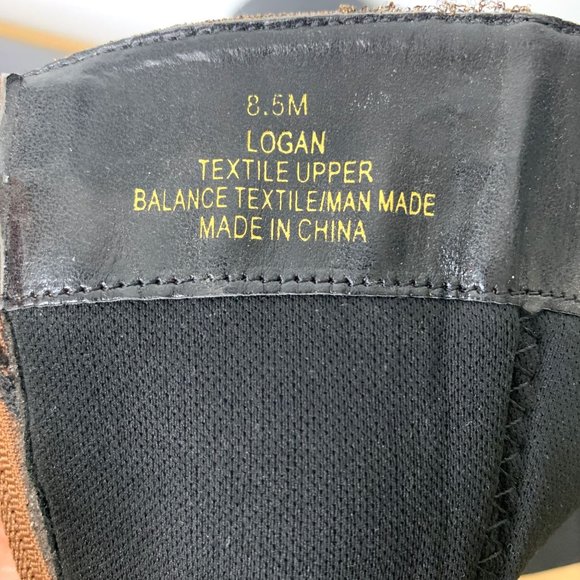 8.5M
LOGAN
TEXTILE UPPER
BALANCE TEXTILE/MAN MADE
MADE IN CHINA